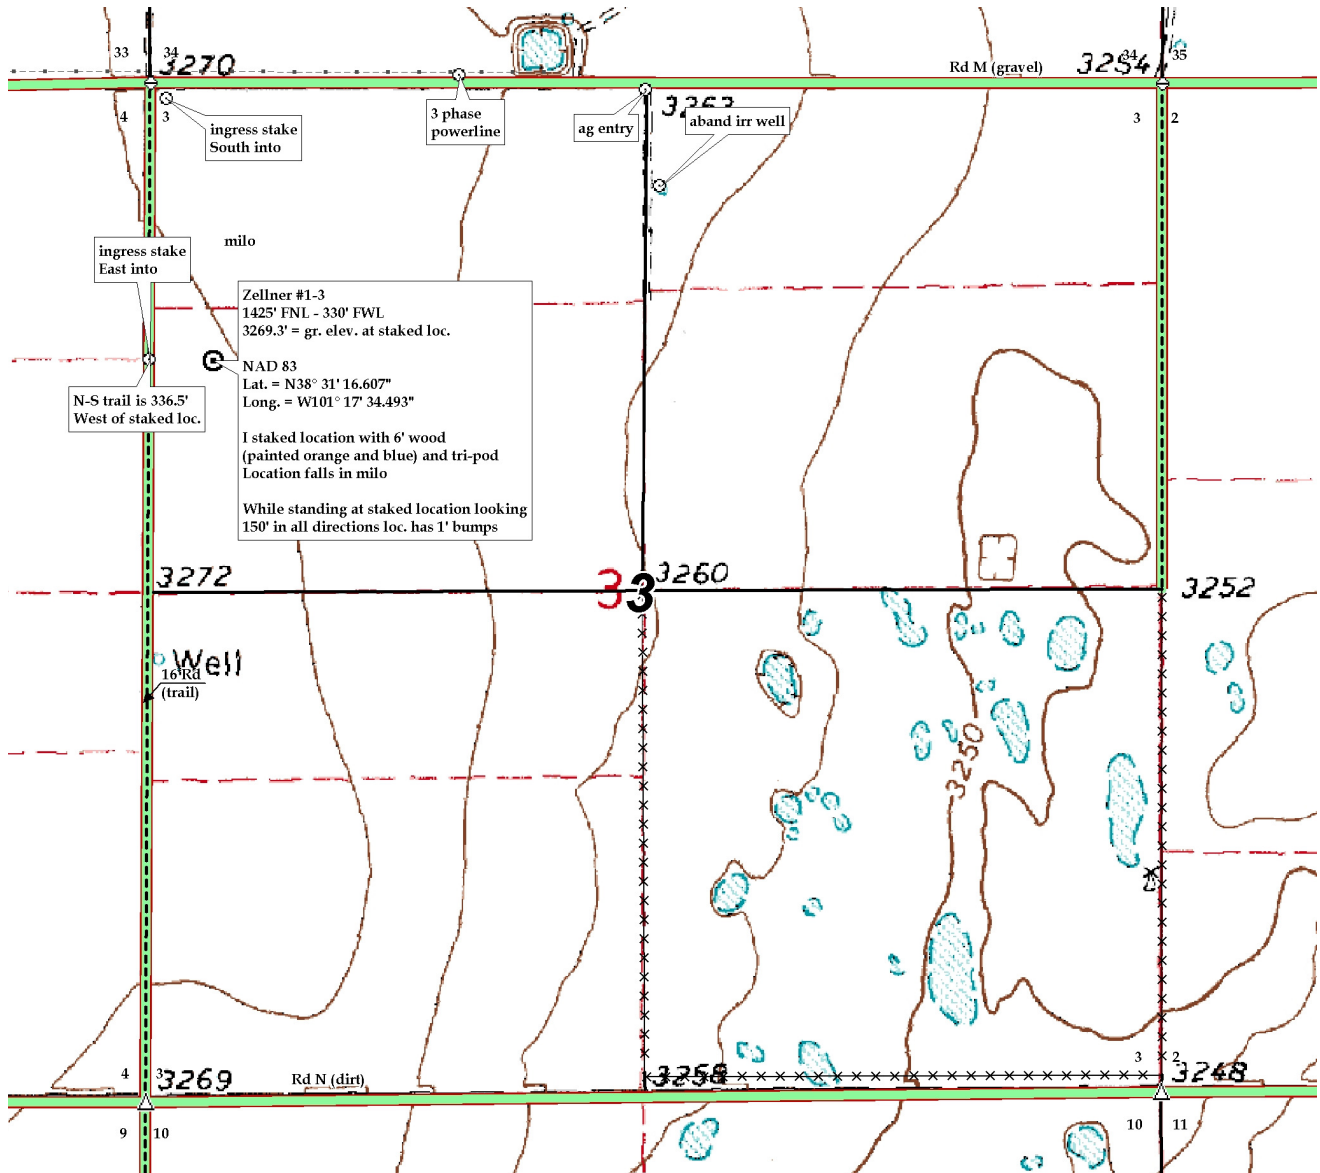 33 34
3270
34 35
3254
Rd M (gravel)
4 3
ingress stake
South into
3 phase
powerline
ag entry
3263
aband irr well
3 2
milo
ingress stake
East into
Zellner #1-3
1425' FNL - 330' FWL
3269.3' = gr. elev. at staked loc.
NAD 83
Lat. = N38° 31' 16.607"
Long. = W101° 17' 34.493"
I staked location with 6' wood
(painted orange and blue) and tri-pod
Location falls in milo
While standing at staked location looking
150' in all directions loc. has 1' bumps
N-S trail is 336.5'
West of staked loc.
3272
3 3
3260
3252
Well
16 Rd
(trail)
3250
4 3
3269
Rd N (dirt)
3258
3 2
3248
9 10
10 11